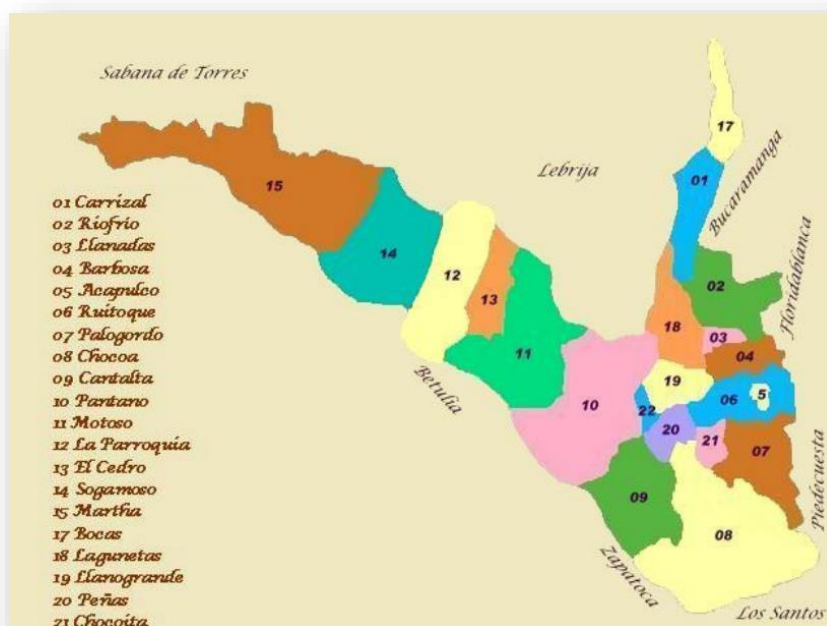 Sabana de Torres
Lebrija
Bucaramanga
Floridablanca
Betulia
Piedecuesta
Zapatoca
Los Santos
17
01
15
14
12
13
02
11
18
03
04
10
19
22
06
5
20
21
07
09
08
01 Carrizal
02 Riofrío
03 Llanadas
04 Barbosa
05 Acapulco
06 Ruitoque
07 Palogordo
08 Chocoa
09 Cantalta
10 Pantano
11 Motoso
12 La Parroquia
13 El Cedro
14 Sogamoso
15 Martha
17 Bocas
18 Lagunetas
19 Llanogrande
20 Peñas
21 Chocoita